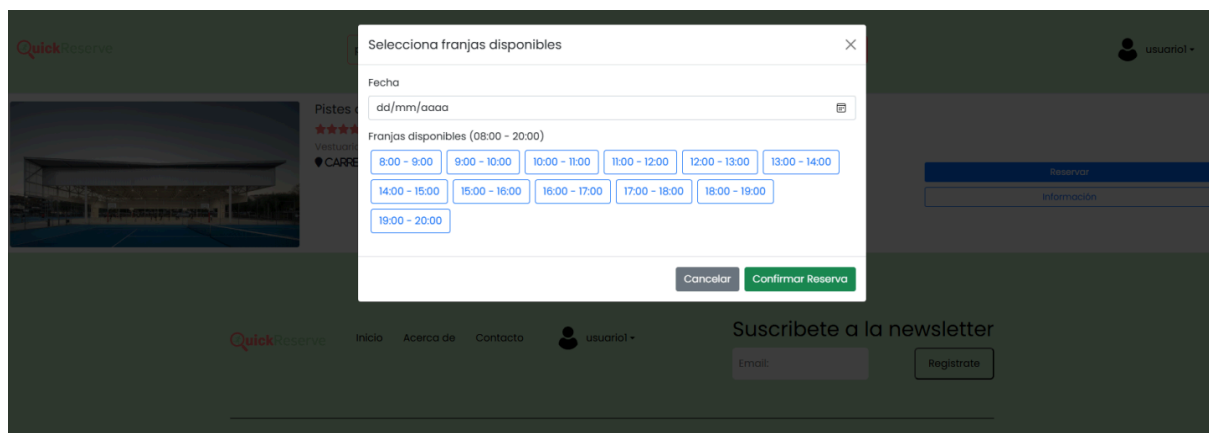 QuickReserve
Selecciona franjas disponibles
usuario1
Fecha
dd/mm/aaaa
Pistes
Franjas disponibles (08:00 - 20:00)
8:00 - 9:00 9:00 - 10:00 10:00 - 11:00 11:00 - 12:00 12:00 - 13:00 13:00 - 14:00
CARRE
Reservar
14:00 - 15:00 15:00 - 16:00 16:00 - 17:00 17:00 - 18:00 18:00 - 19:00
Información
19:00 - 20:00
Cancelar Confirmar Reserva
QuickReserve Inicio Acerca de Contacto usuario1
Suscribete a la newsletter
Email: Regístrate